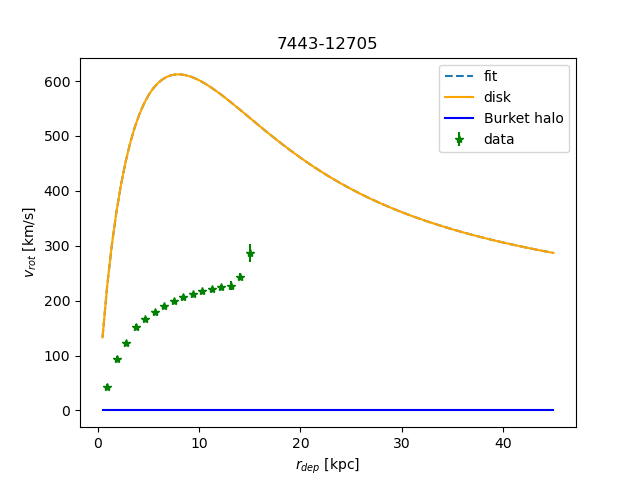 7443-12705
fit
disk
Burket halo
data
600
500
400
300
200
100
0
v_rot [km/s]
0 10 20 30 40
r_dep [kpc]